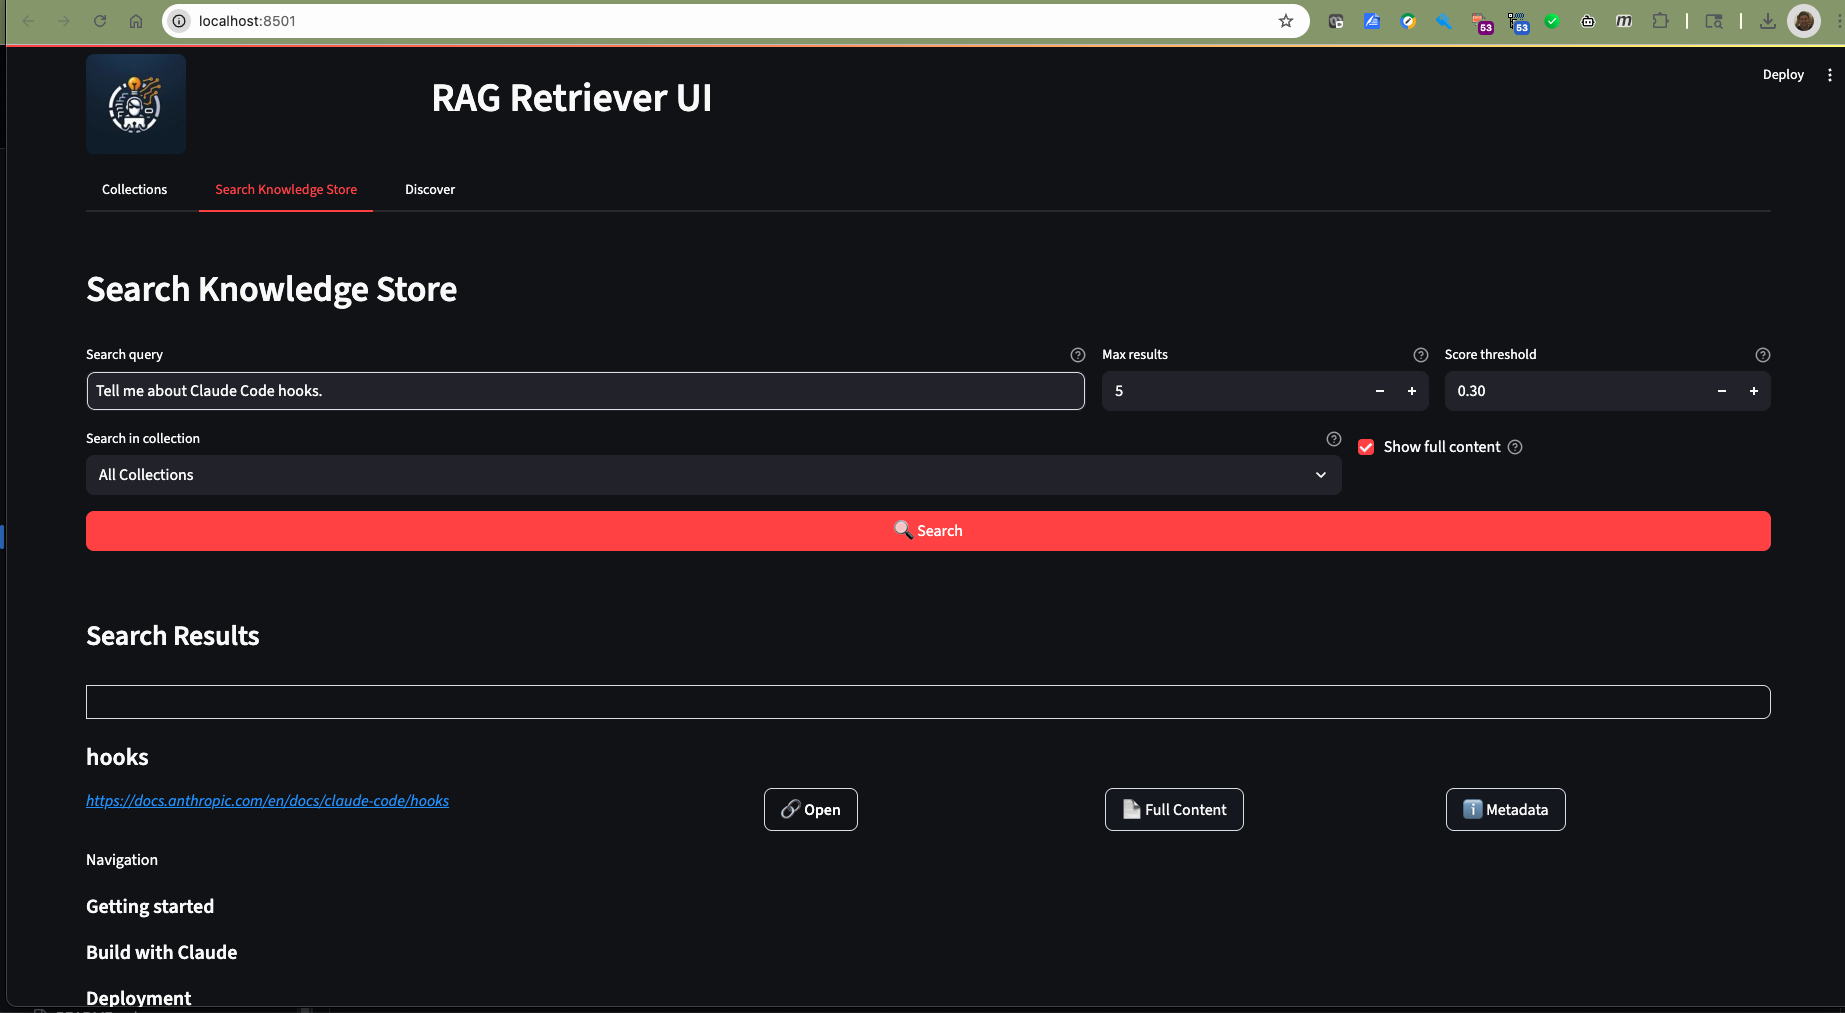 localhost:8501
53
53
Deploy
RAG Retriever UI
Collections
Search Knowledge Store
Discover
Search Knowledge Store
Search query
Max results
Score threshold
Tell me about Claude Code hooks.
5
0.30
Search in collection
Show full content
All Collections
Search
Search Results
hooks
https://docs.anthropic.com/en/docs/claude-code/hooks
Open
Full Content
Metadata
Navigation
Getting started
Build with Claude
Deployment